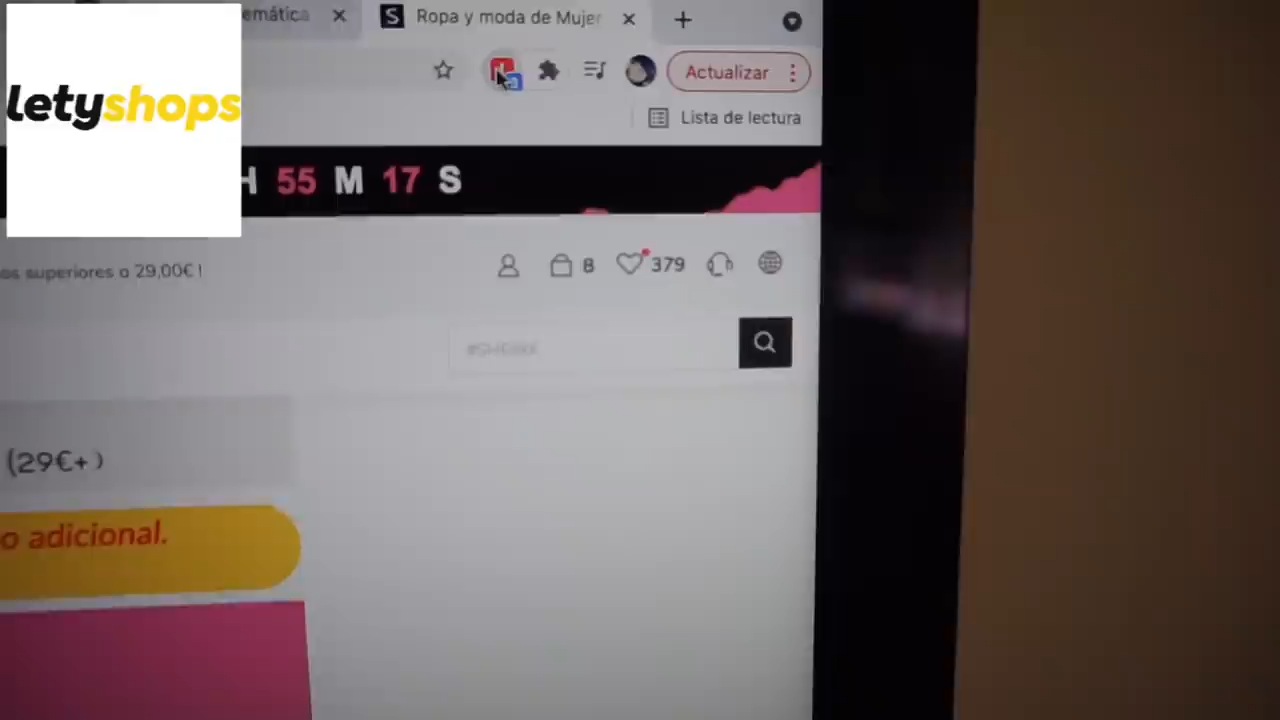 emática
S Ropa y moda de Mujer
letyshops
Actualizar
Lista de lectura
H 55 M 17 S
os superiores a 29,00€ !
8
379
(29€+)
o adicional.